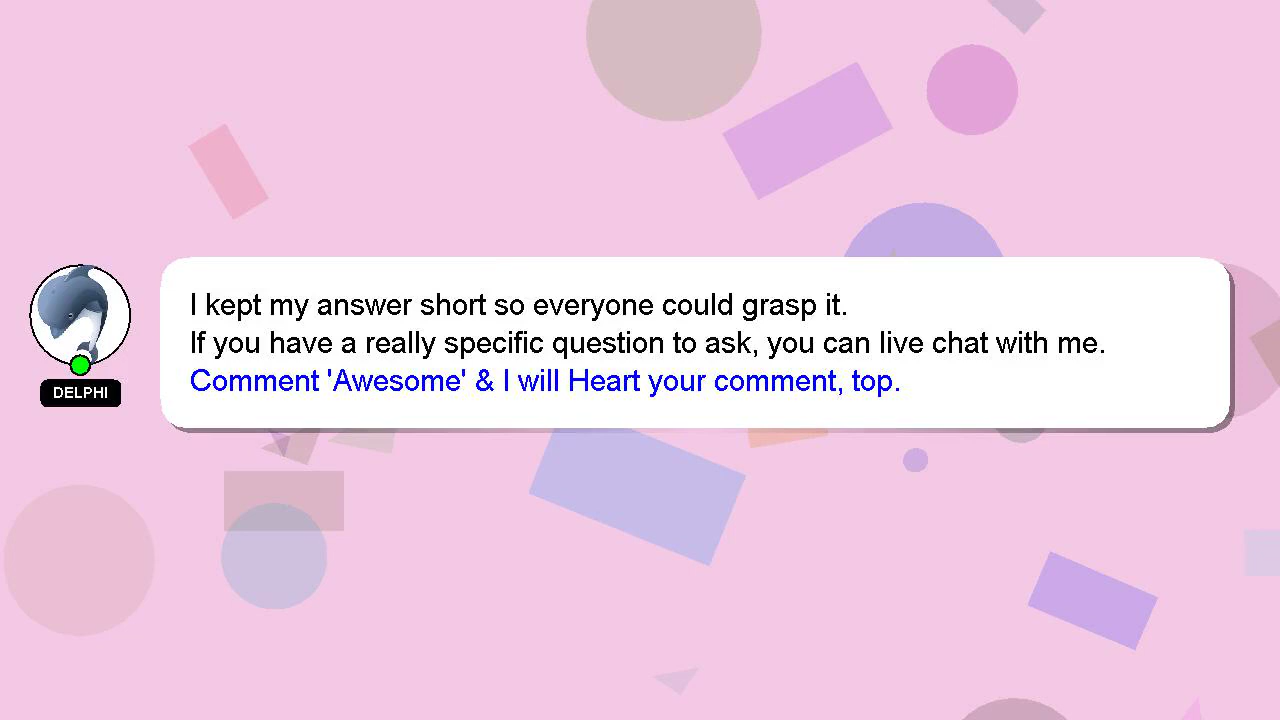 I kept my answer short so everyone could grasp it.
If you have a really specific question to ask, you can live chat with me.
Comment 'Awesome' & I will Heart your comment, top.
DELPHI